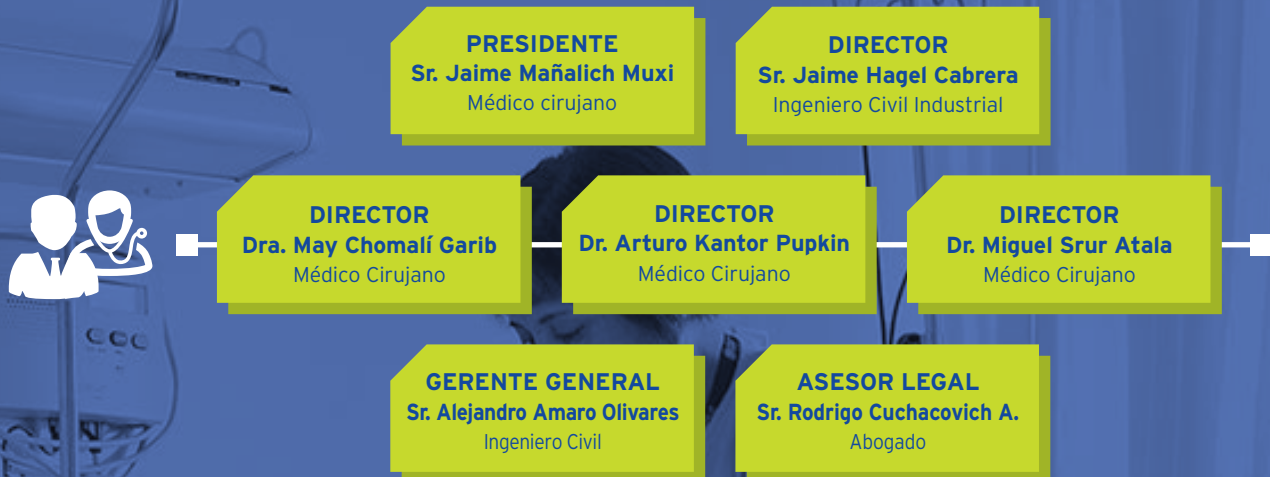 PRESIDENTE
Sr. Jaime Mañalich Muxi
Médico cirujano
DIRECTOR
Sr. Jaime Hagel Cabrera
Ingeniero Civil Industrial
DIRECTOR
Dra. May Chomalí Garib
Médico Cirujano
DIRECTOR
Dr. Arturo Kantor Pupkin
Médico Cirujano
DIRECTOR
Dr. Miguel Srur Atala
Médico Cirujano
GERENTE GENERAL
Sr. Alejandro Amaro Olivares
Ingeniero Civil
ASESOR LEGAL
Sr. Rodrigo Cuchacovich A.
Abogado